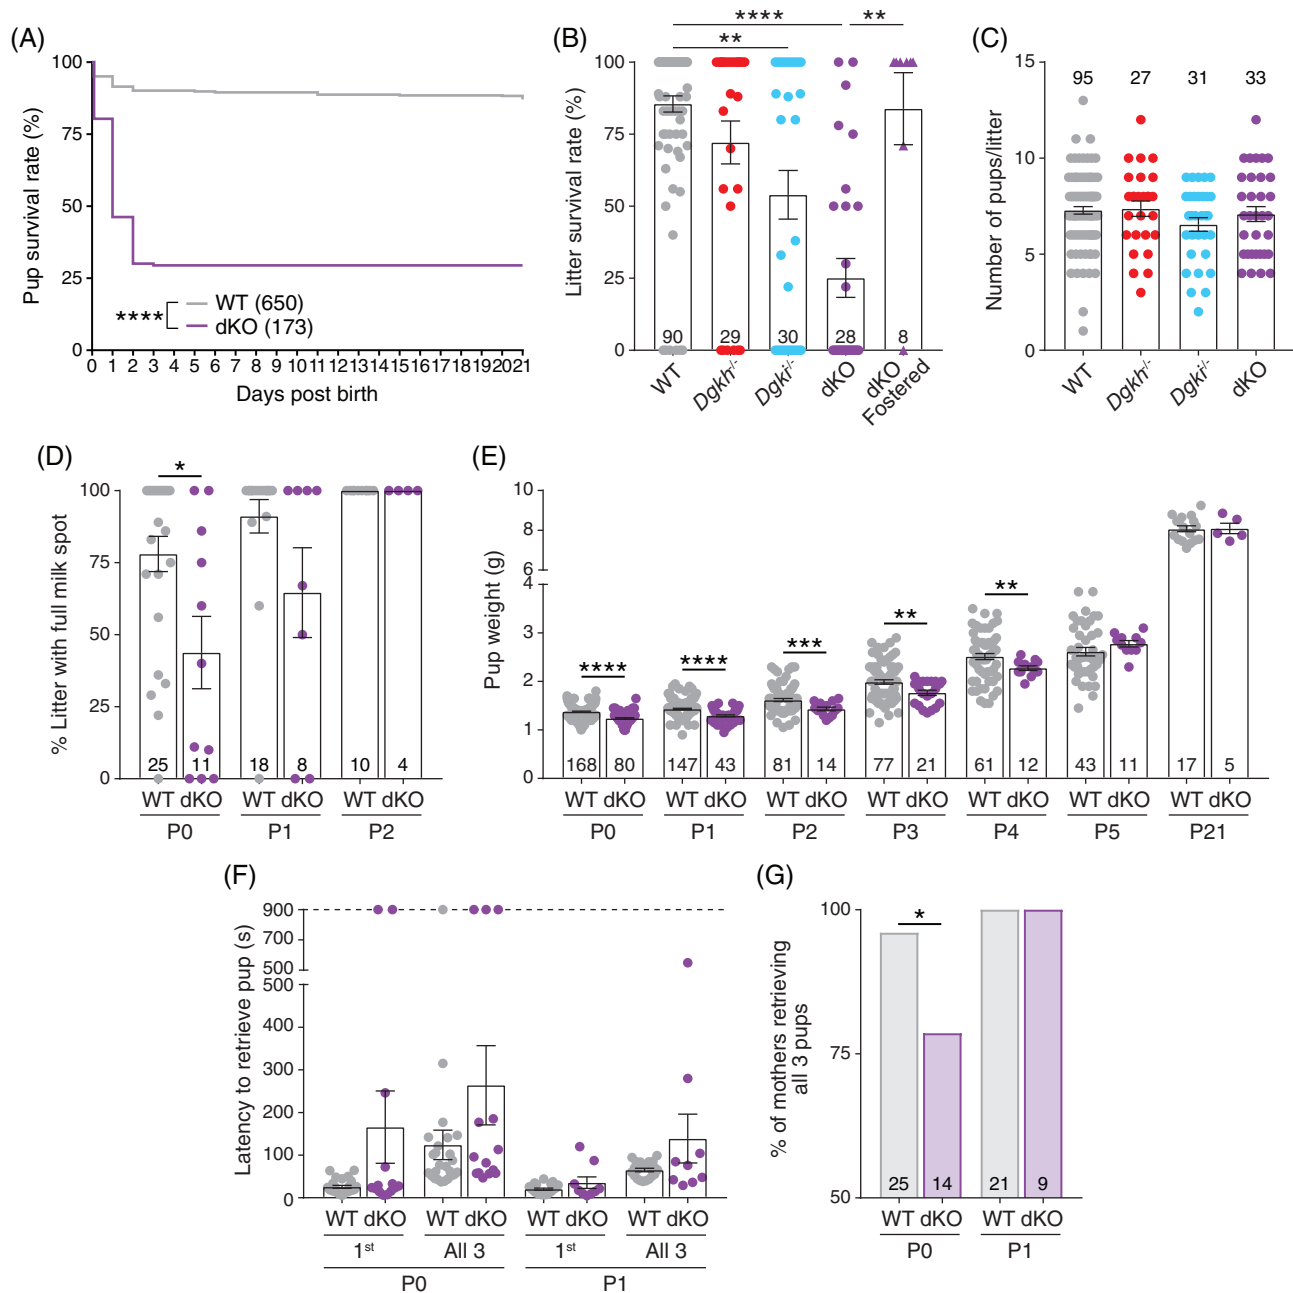 (A)
Pup survival rate (%)
100
75
50
25
0
**** WT (650)
dKO (173)
0 1 2 3 4 5 6 7 8 9 10 11 12 13 14 15 16 17 18 19 20 21
Days post birth
(B)
Litter survival rate (%)
100
75
50
25
0
**** **
**
90 29 30 28 8
WT Dgkh-/- Dgki-/- dKO dKO Fostered
(C)
Number of pups/litter
15
10
5
0
95 27 31 33
WT Dgkh-/- Dgki-/- dKO
(D)
% Litter with full milk spot
100
75
50
25
0
*
25 11 18 8 10 4
WT dKO WT dKO WT dKO
P0 P1 P2
(E)
Pup weight (g)
10
8
6
4
3
2
1
0
**** **** *** ** **
168 80 147 43 81 14 77 21 61 12 43 11 17 5
WT dKO WT dKO WT dKO WT dKO WT dKO WT dKO WT dKO
P0 P1 P2 P3 P4 P5 P21
(F)
Latency to retrieve pup (s)
900
700
500
500
400
300
200
100
0
WT dKO WT dKO WT dKO WT dKO
1st All 3 1st All 3
P0 P1
(G)
% of mothers retrieving
all 3 pups
100
75
50
*
25 14 21 9
WT dKO WT dKO
P0 P1